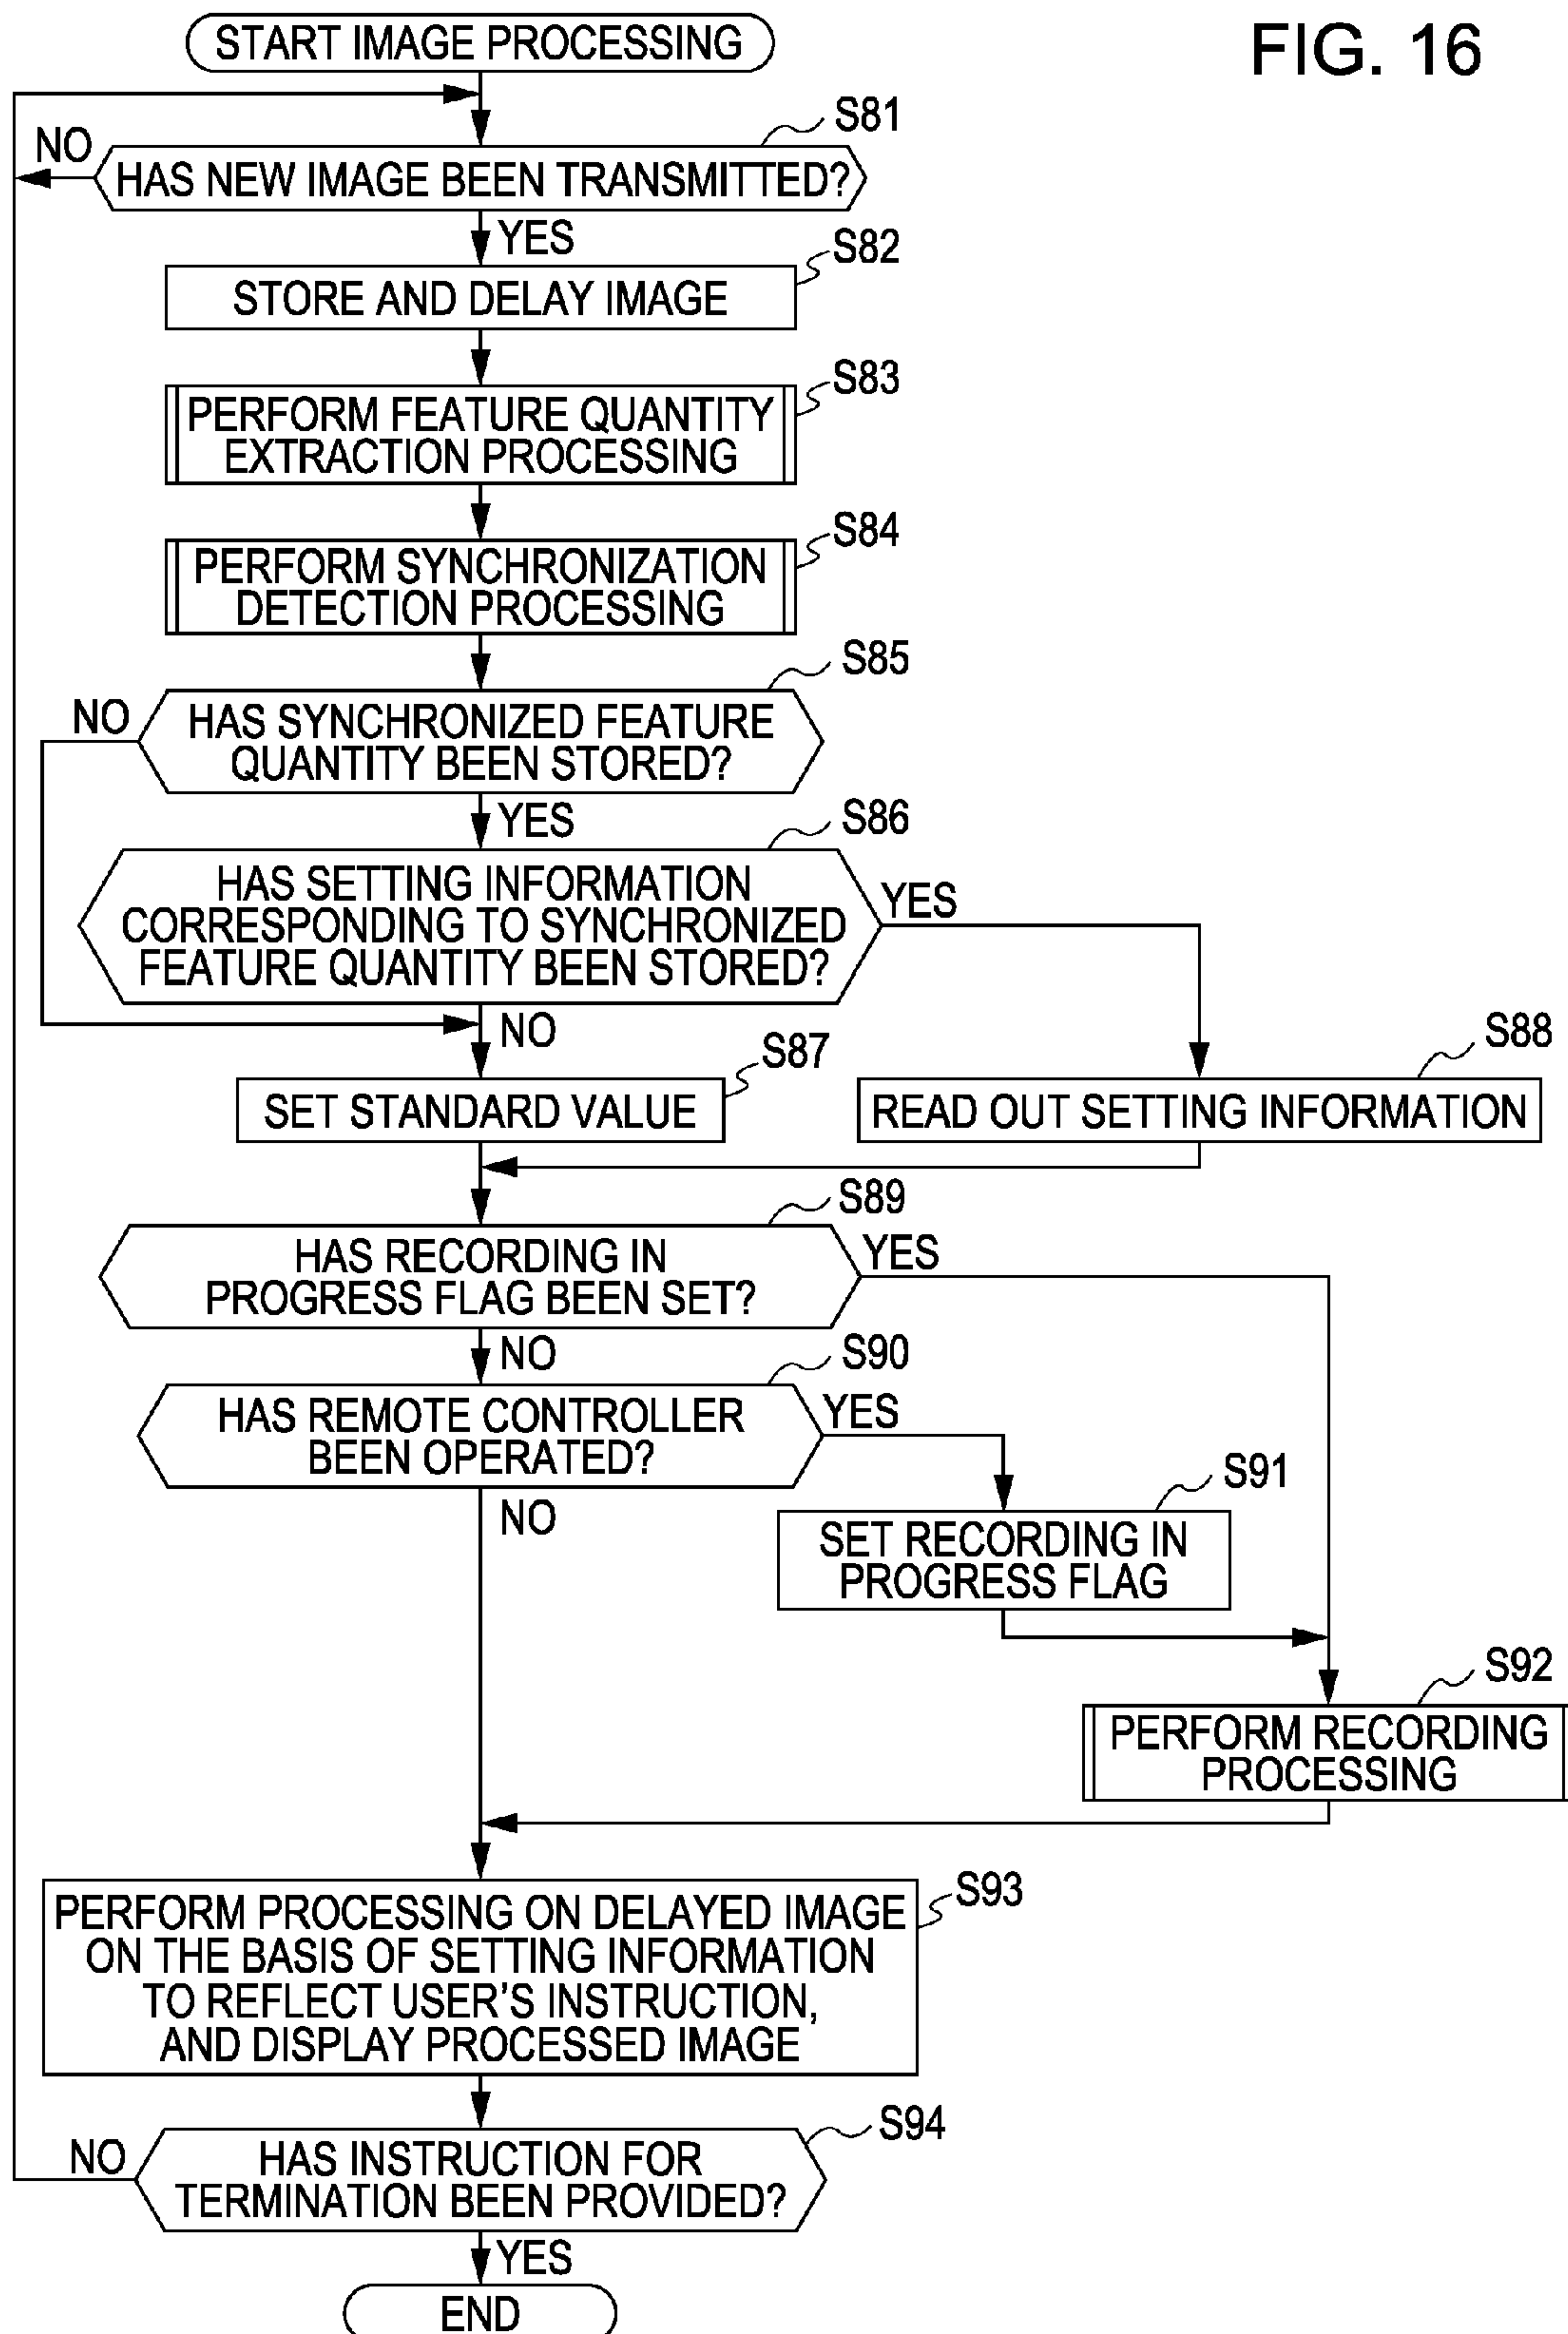 FIG. 16
START IMAGE PROCESSING
S81
NO
HAS NEW IMAGE BEEN TRANSMITTED?
YES
S82
STORE AND DELAY IMAGE
S83
PERFORM FEATURE QUANTITY
EXTRACTION PROCESSING
S84
PERFORM SYNCHRONIZATION
DETECTION PROCESSING
S85
NO
HAS SYNCHRONIZED FEATURE
QUANTITY BEEN STORED?
YES
S86
HAS SETTING INFORMATION
CORRESPONDING TO SYNCHRONIZED
FEATURE QUANTITY BEEN STORED?
YES
NO
S87
SET STANDARD VALUE
S88
READ OUT SETTING INFORMATION
S89
HAS RECORDING IN
PROGRESS FLAG BEEN SET?
YES
NO
S90
HAS REMOTE CONTROLLER
BEEN OPERATED?
YES
NO
S91
SET RECORDING IN
PROGRESS FLAG
S92
PERFORM RECORDING
PROCESSING
S93
PERFORM PROCESSING ON DELAYED IMAGE
ON THE BASIS OF SETTING INFORMATION
TO REFLECT USER'S INSTRUCTION,
AND DISPLAY PROCESSED IMAGE
S94
NO
HAS INSTRUCTION FOR
TERMINATION BEEN PROVIDED?
YES
END